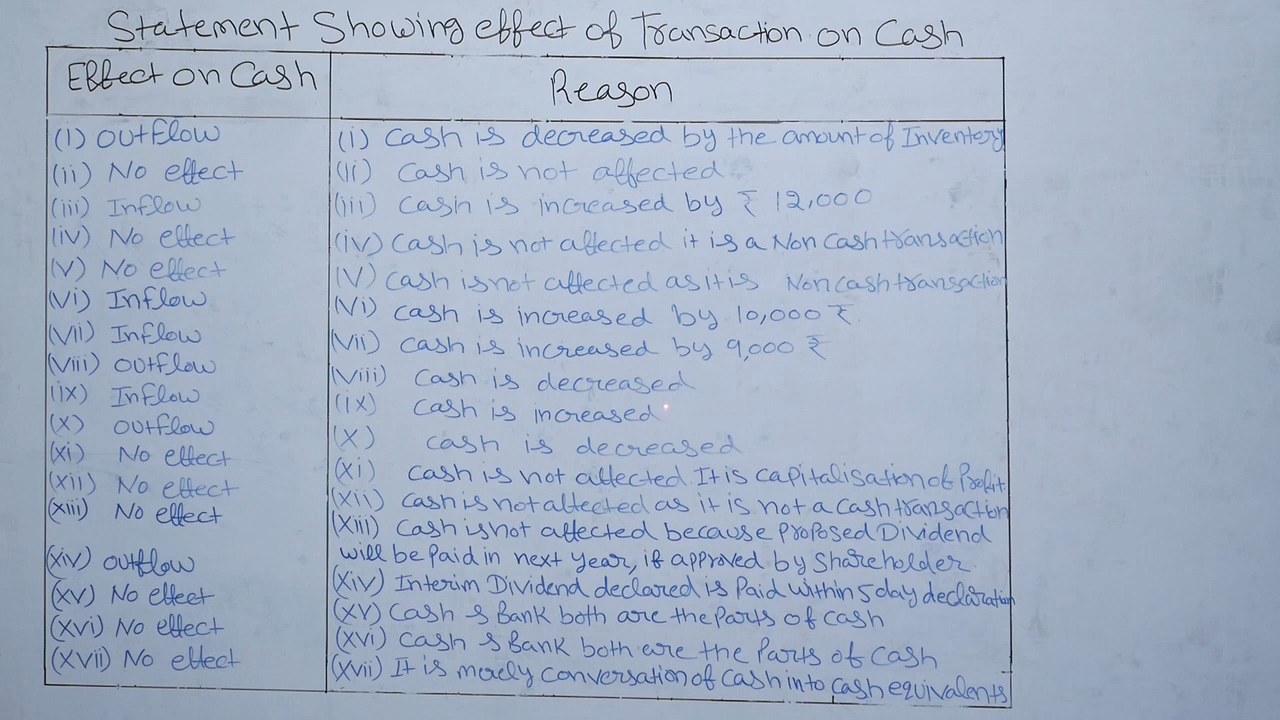 Statement Showing effect of Transaction on Cash
Effect on Cash
Reason
(i) Outflow
(i) Cash is decreased by the amount of Inventery
(ii) No effect
(ii) Cash is not affected.
(iii) Inflow
(iii) Cash is increased by ₹ 12,000
(iv) No effect
(iv) Cash is not affected it is a Non Cash transaction
(V) No effect
(V) Cash is not affected as it is Non cash transaction
(Vi) Inflow
(Vi) Cash is increased by 10,000 ₹.
(Vii) Inflow
(Vii) Cash is increased by 9,000 ₹
(Viii) Outflow
(Viii) Cash is decreased
(ix) Inflow
(ix) Cash is increased
(x) outflow
(x) Cash is decreased
(xi) No effect
(xi) Cash is not affected. It is capitalisation of Profit.
(xii) No effect
(xii) Cash is not affected as it is not a cash transaction
(xiii) No effect
(xiii) Cash is not affected because proposed Dividend
will be paid in next year, if approved by shareholder.
(xiv) outflow
(xiv) Interim Dividend declared is Paid within 5 day declaration
(xv) No effect
(xv) Cash & Bank both are the Parts of cash
(xvi) No effect
(xvi) Cash & Bank both are the Parts of Cash
(xvii) No effect
(xvii) It is merely conversation of Cash into cash equivalents